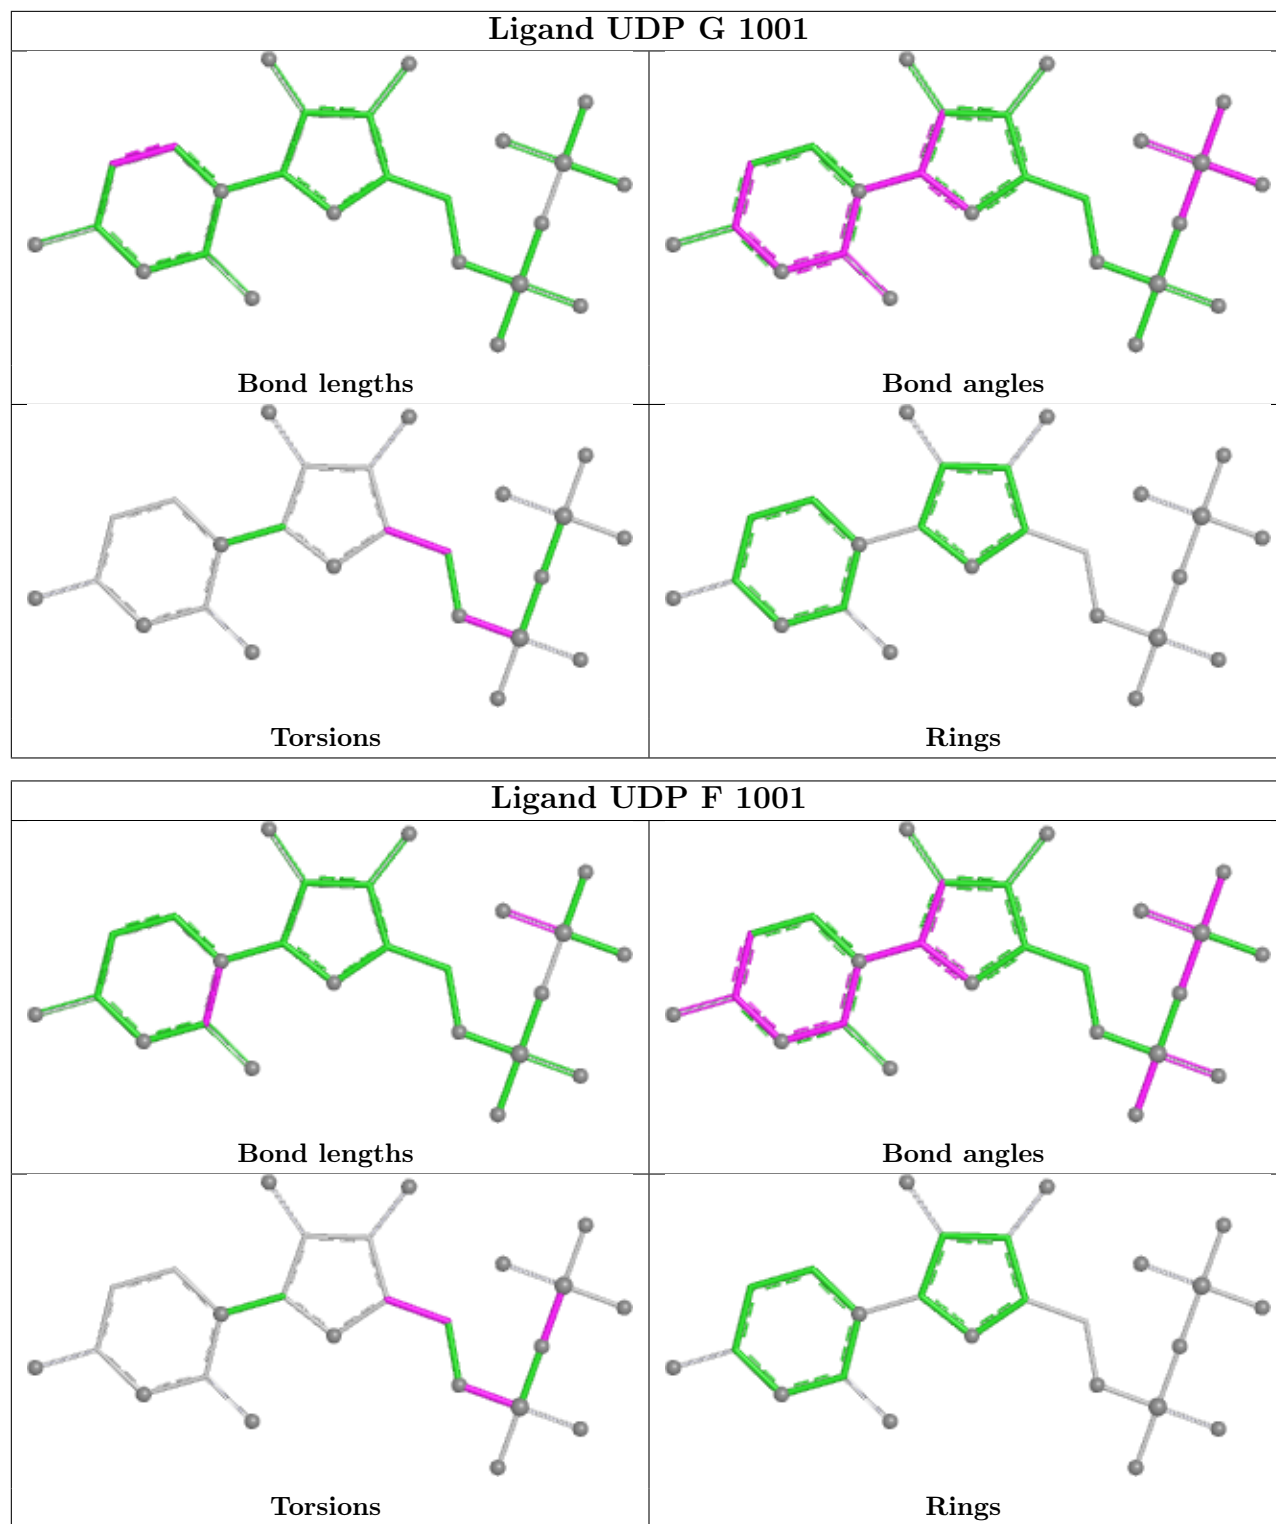 Ligand UDP G 1001
Bond lengths
Bond angles
Torsions
Rings
Ligand UDP F 1001
Bond lengths
Bond angles
Torsions
Rings